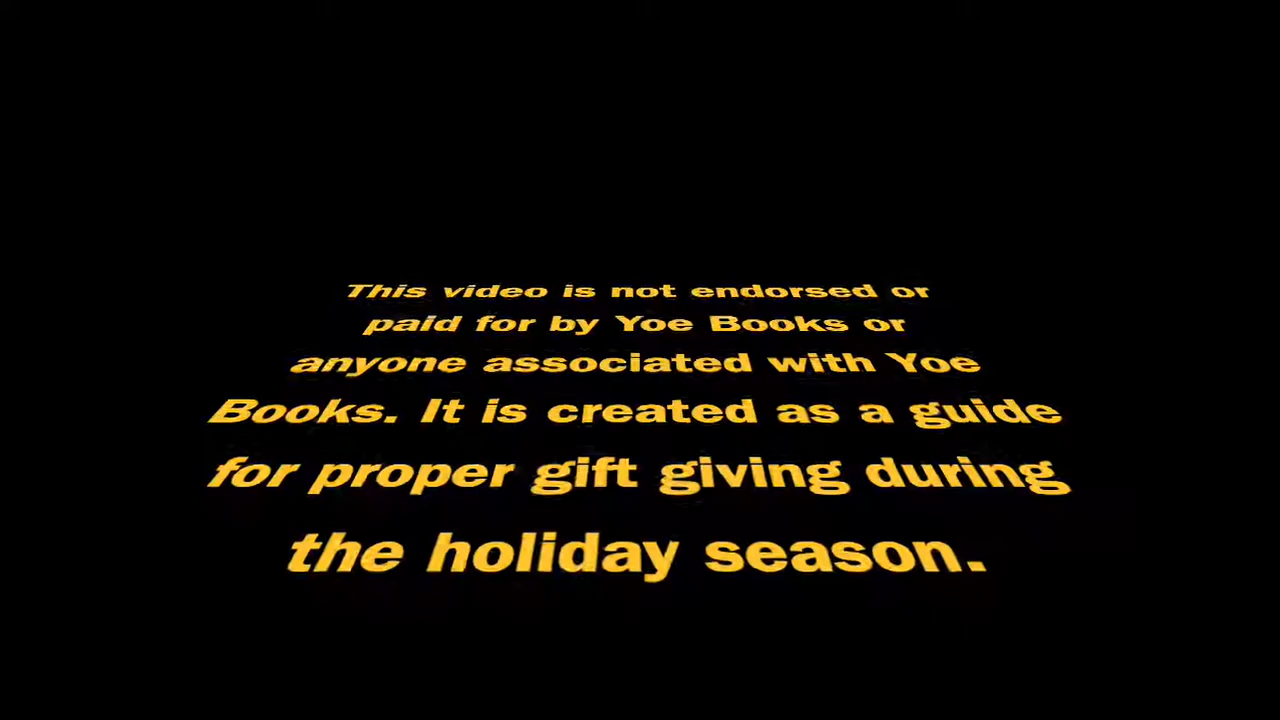 This video is not endorsed or
paid for by Yoe Books or
anyone associated with Yoe
Books. It is created as a guide
for proper gift giving during
the holiday season.